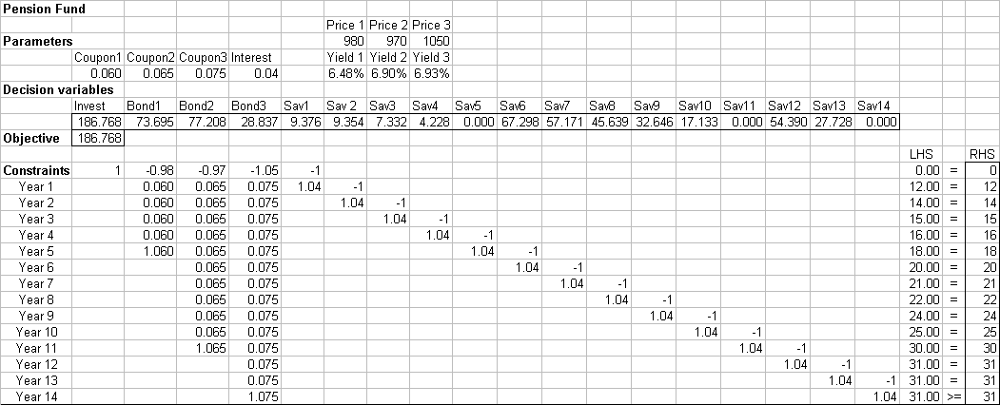 Pension Fund
Price 1 Price 2 Price 3
Parameters 980 970 1050
Coupon1 Coupon2 Coupon3 Interest Yield 1 Yield 2 Yield 3
0.060 0.065 0.075 0.04 6.48% 6.90% 6.93%
Decision variables
Invest Bond1 Bond2 Bond3 Sav1 Sav 2 Sav3 Sav4 Sav5 Sav6 Sav7 Sav8 Sav9 Sav10 Sav11 Sav12 Sav13 Sav14
186.768 73.695 77.208 28.837 9.376 9.354 7.332 4.228 0.000 67.298 57.171 45.639 32.646 17.133 0.000 54.390 27.728 0.000
Objective 186.768
LHS RHS
Constraints 1 -0.98 -0.97 -1.05 -1 0.00 = 0
Year 1 0.060 0.065 0.075 1.04 -1 12.00 = 12
Year 2 0.060 0.065 0.075 1.04 -1 14.00 = 14
Year 3 0.060 0.065 0.075 1.04 -1 15.00 = 15
Year 4 0.060 0.065 0.075 1.04 -1 16.00 = 16
Year 5 1.060 0.065 0.075 1.04 -1 18.00 = 18
Year 6 0.065 0.075 1.04 -1 20.00 = 20
Year 7 0.065 0.075 1.04 -1 21.00 = 21
Year 8 0.065 0.075 1.04 -1 22.00 = 22
Year 9 0.065 0.075 1.04 -1 24.00 = 24
Year 10 0.065 0.075 1.04 -1 25.00 = 25
Year 11 1.065 0.075 1.04 -1 30.00 = 30
Year 12 0.075 1.04 -1 31.00 = 31
Year 13 0.075 1.04 -1 31.00 = 31
Year 14 1.075 1.04 31.00 >= 31